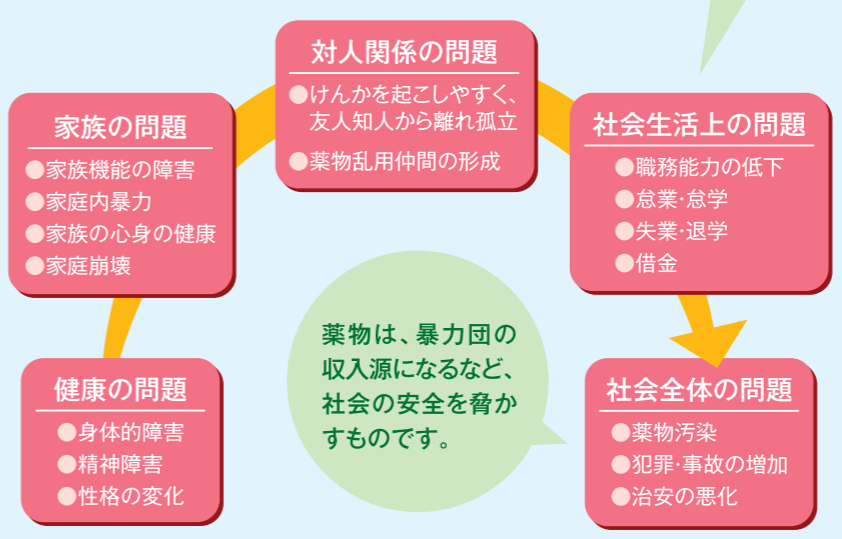 対人関係の問題
●けんかを起こしやすく、
友人知人から離れ孤立
●薬物乱用仲間の形成
家族の問題
●家族機能の障害
●家庭内暴力
●家族の心身の健康
●家庭崩壊
社会生活上の問題
●職務能力の低下
●怠業・怠学
●失業・退学
●借金
薬物は、暴力団の
収入源になるなど、
社会の安全を脅か
すものです。
健康の問題
●身体的障害
●精神障害
●性格の変化
社会全体の問題
●薬物汚染
●犯罪・事故の増加
●治安の悪化